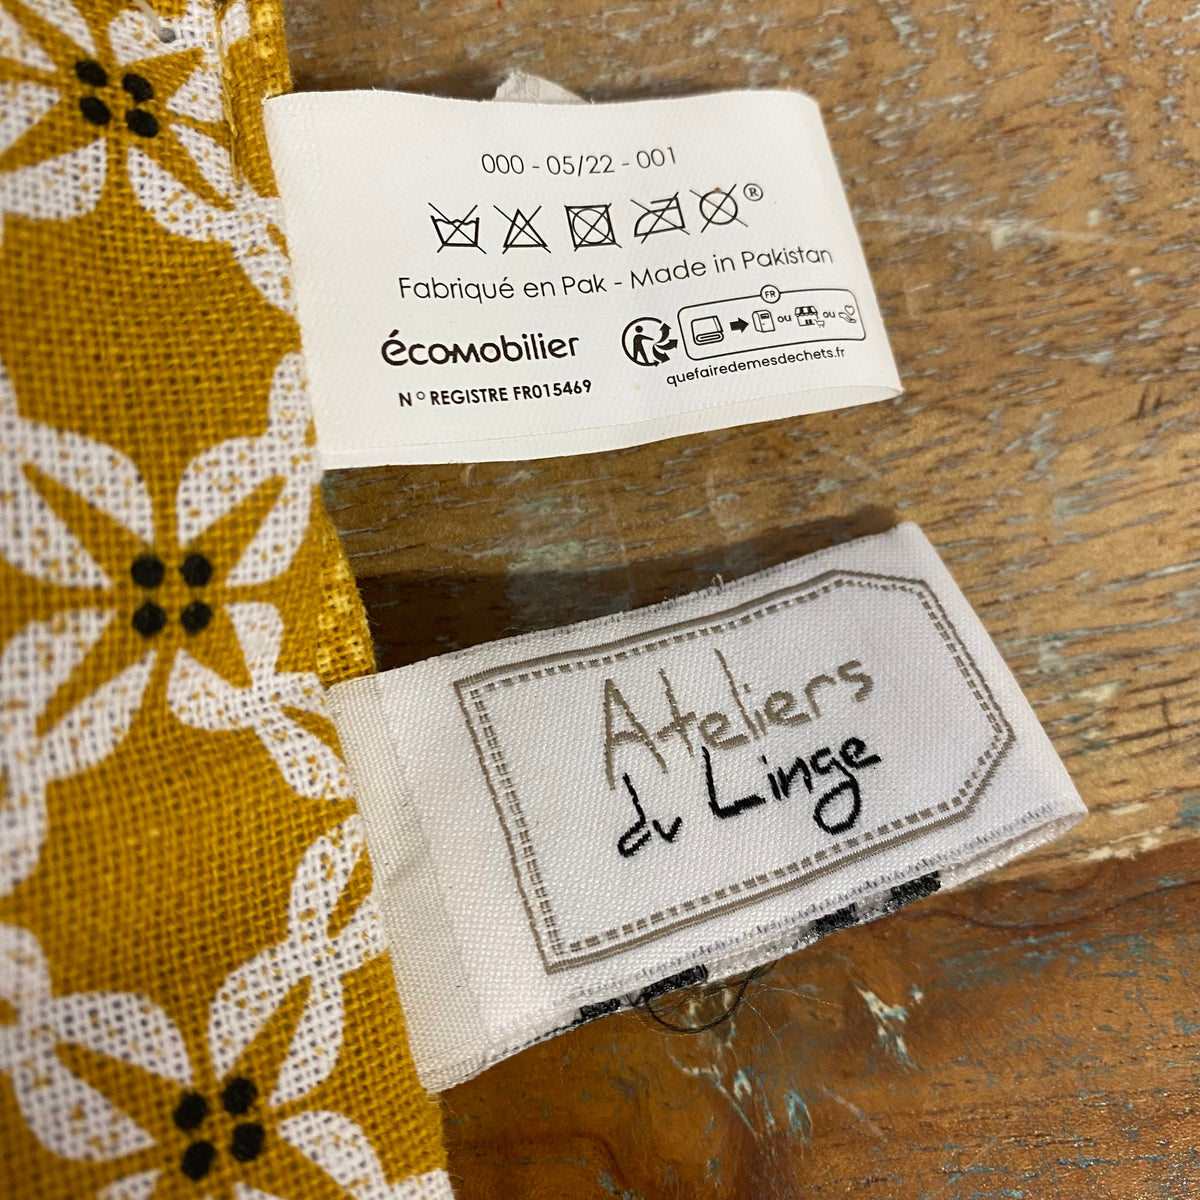 000 - 05/22 - 001
®
Fabriqué en Pak - Made in Pakistan
écomobilier
N° REGISTRE FR015469
FR
ou
ou
quefairedemesdechets.fr
Ateliers
du Linge